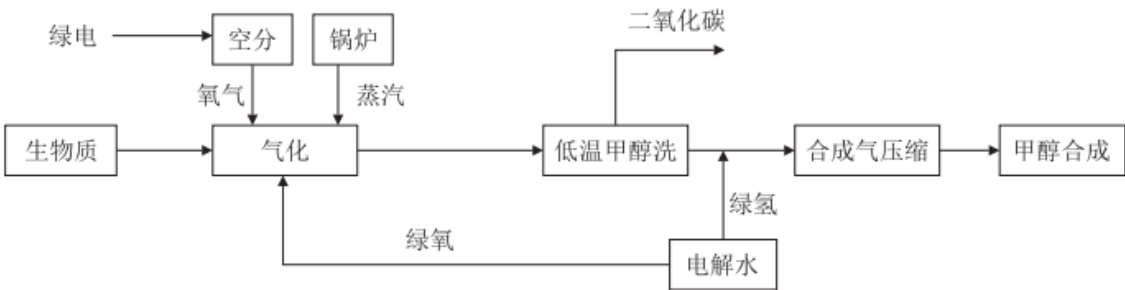 二氧化碳
绿电
空分
锅炉
氧气
蒸汽
生物质
气化
低温甲醇洗
合成气压缩
甲醇合成
绿氢
绿氧
电解水